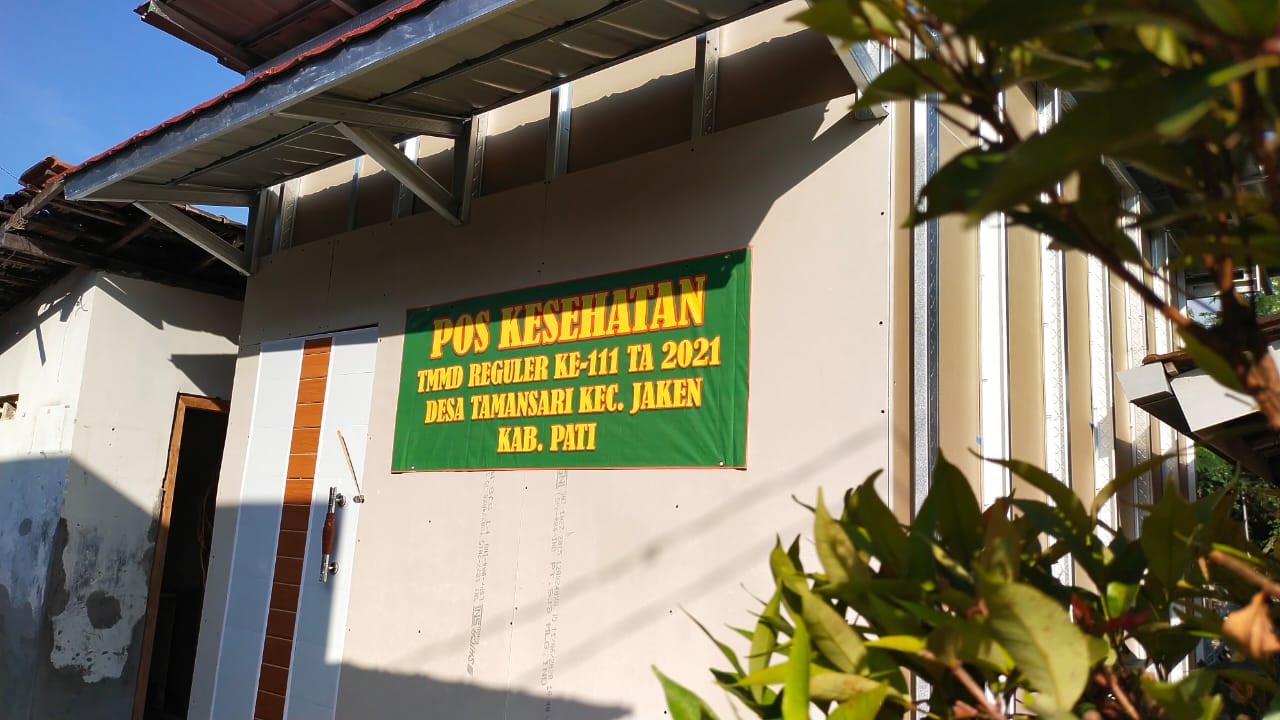 POS KESEHATAN
TMMD REGULER KE-111 TA 2021
DESA TAMANSARI KEC. JAKEN
KAB. PATI